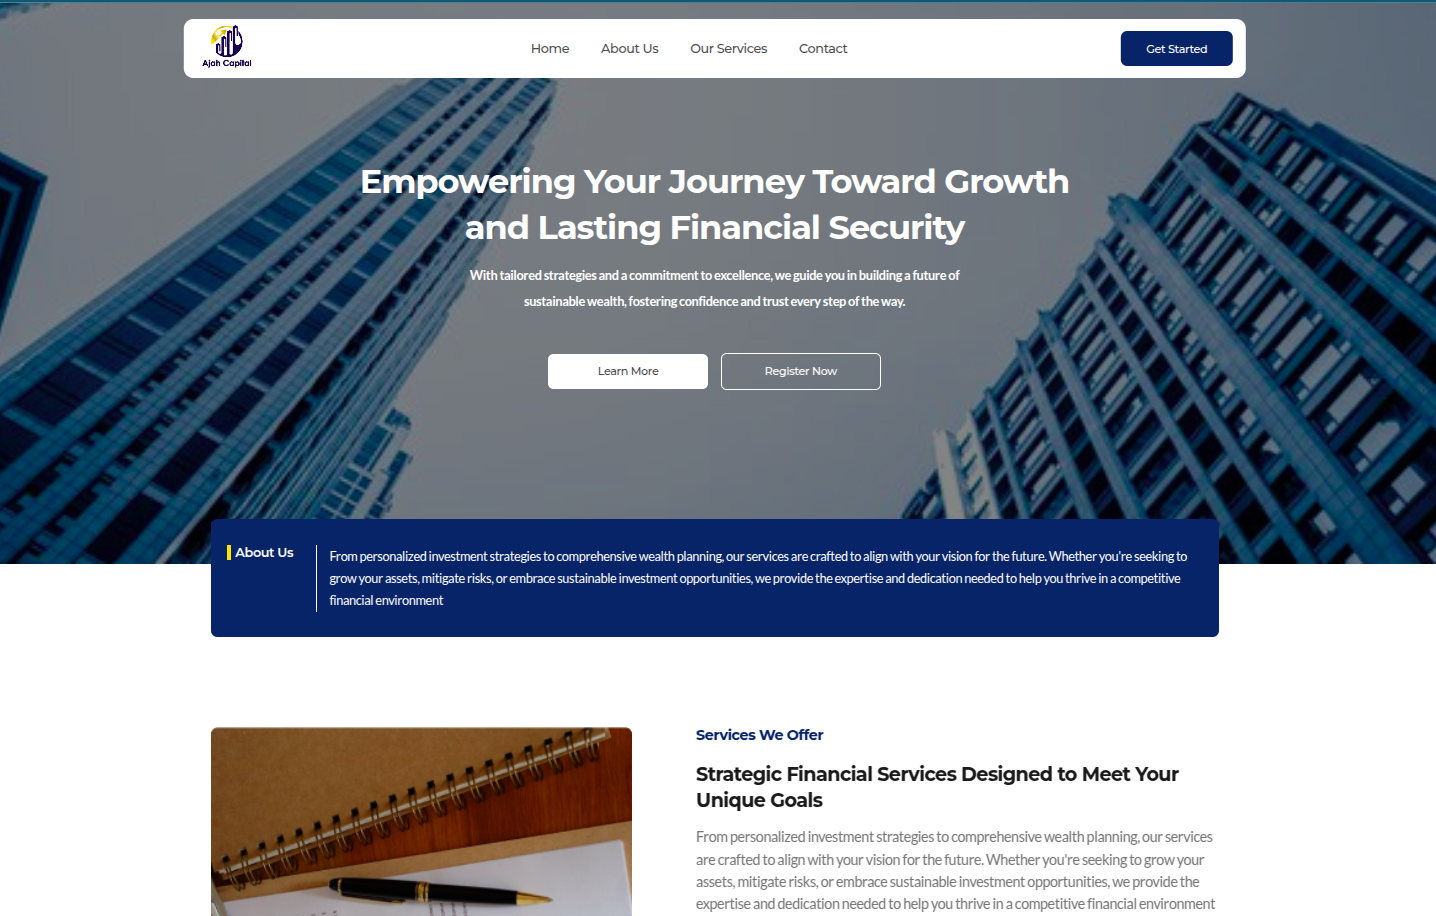 Ajah Capital
Home
About Us
Our Services
Contact
Get Started
Empowering Your Journey Toward Growth
and Lasting Financial Security
With tailored strategies and a commitment to excellence, we guide you in building a future of
sustainable wealth, fostering confidence and trust every step of the way.
Learn More
Register Now
About Us
From personalized investment strategies to comprehensive wealth planning, our services are crafted to align with your vision for the future. Whether you're seeking to
grow your assets, mitigate risks, or embrace sustainable investment opportunities, we provide the expertise and dedication needed to help you thrive in a competitive
financial environment
Services We Offer
Strategic Financial Services Designed to Meet Your
Unique Goals
From personalized investment strategies to comprehensive wealth planning, our services
are crafted to align with your vision for the future. Whether you're seeking to grow your
assets, mitigate risks, or embrace sustainable investment opportunities, we provide the
expertise and dedication needed to help you thrive in a competitive financial environment